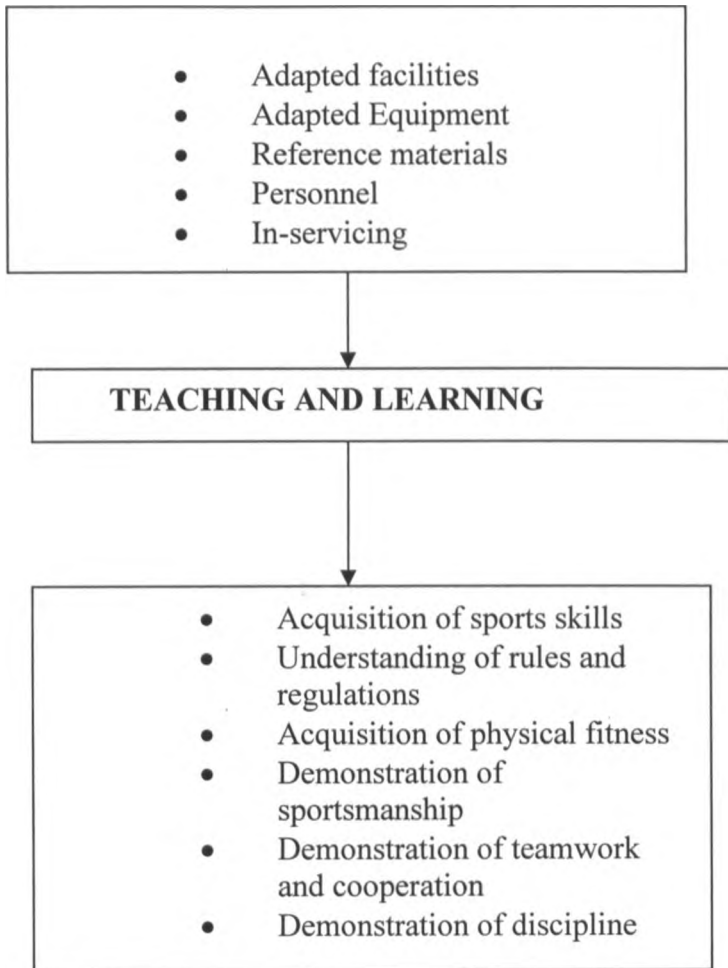 • Adapted facilities
• Adapted Equipment
• Reference materials
• Personnel
• In-servicing
TEACHING AND LEARNING
• Acquisition of sports skills
• Understanding of rules and
regulations
• Acquisition of physical fitness
• Demonstration of
sportsmanship
• Demonstration of teamwork
and cooperation
• Demonstration of discipline